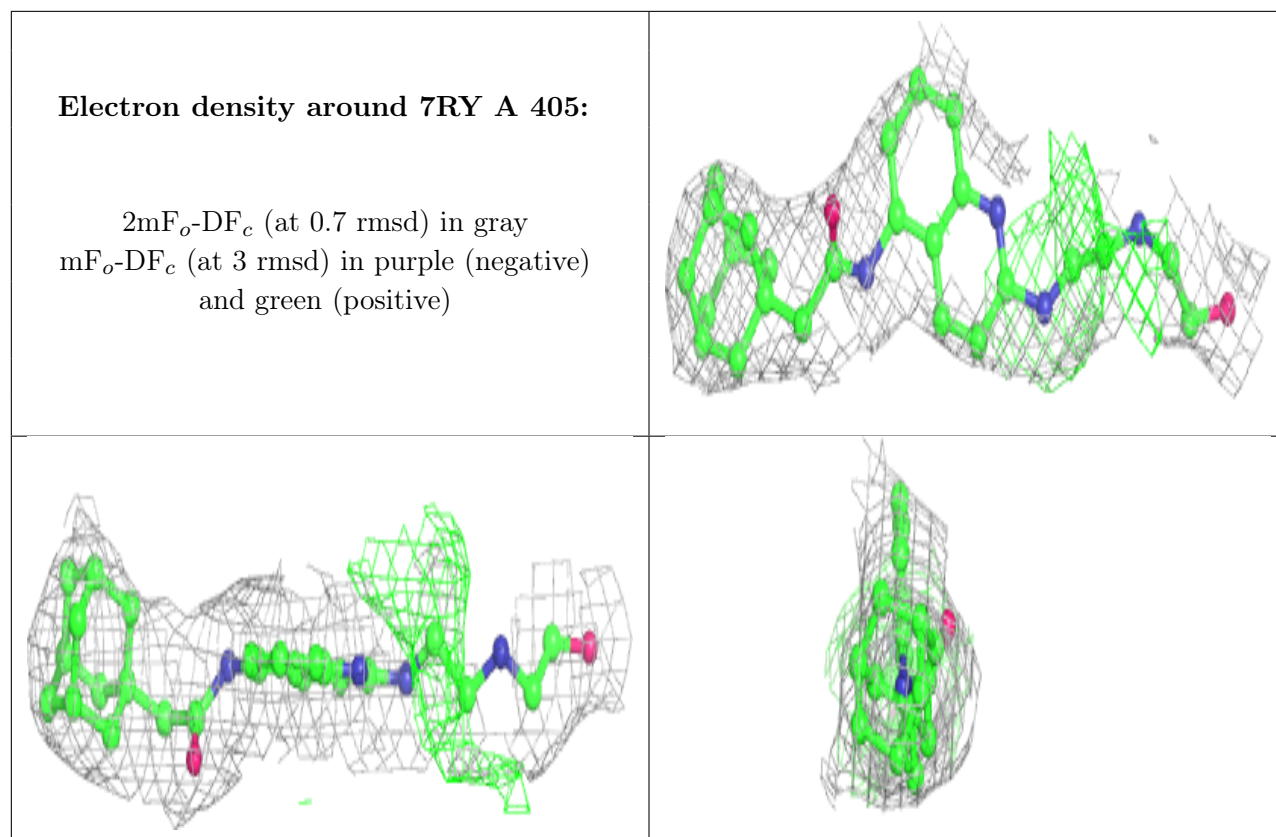 Electron density around 7RY A 405:
2mFo-DFc (at 0.7 rmsd) in gray
mFo-DFc (at 3 rmsd) in purple (negative)
and green (positive)